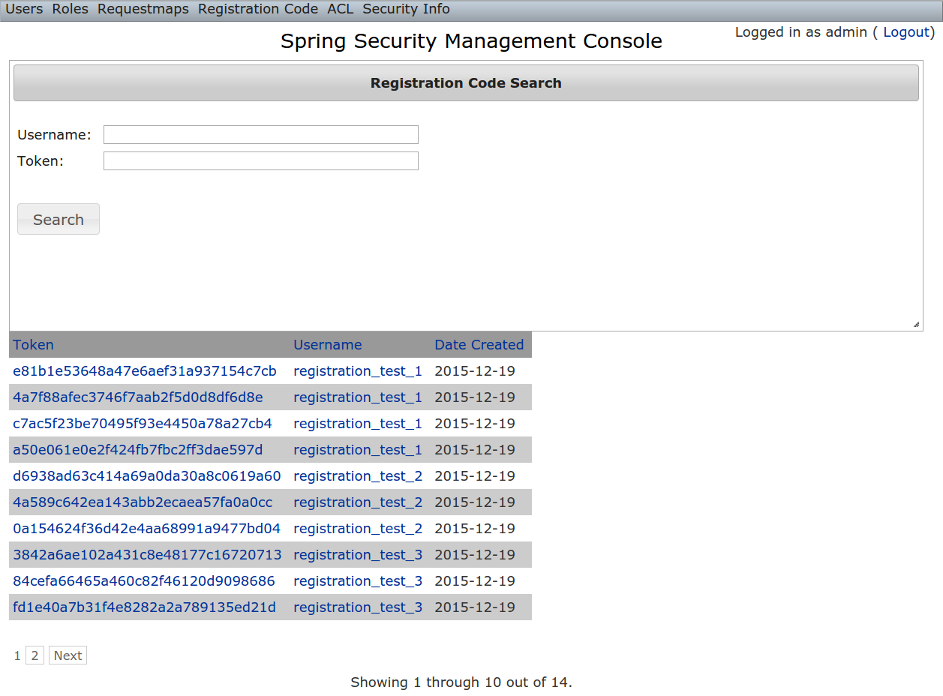 Users Roles Requestmaps Registration Code ACL Security Info
Logged in as admin ( Logout)
Spring Security Management Console
Registration Code Search
Username:
Token:
Search
Token Username Date Created
e81b1e53648a47e6aef31a937154c7cb registration_test_1 2015-12-19
4a7f88afec3746f7aab2f5d0d8df6d8e registration_test_1 2015-12-19
c7ac5f23be70495f93e4450a78a27cb4 registration_test_1 2015-12-19
a50e061e0e2f424fb7fbc2ff3dae597d registration_test_1 2015-12-19
d6938ad63c414a69a0da30a8c0619a60 registration_test_2 2015-12-19
4a589c642ea143abb2ecaea57fa0a0cc registration_test_2 2015-12-19
0a154624f36d42e4aa68991a9477bd04 registration_test_2 2015-12-19
3842a6ae102a431c8e48177c16720713 registration_test_3 2015-12-19
84cefa66465a460c82f46120d9098686 registration_test_3 2015-12-19
fd1e40a7b31f4e8282a2a789135ed21d registration_test_3 2015-12-19
1 2 Next
Showing 1 through 10 out of 14.